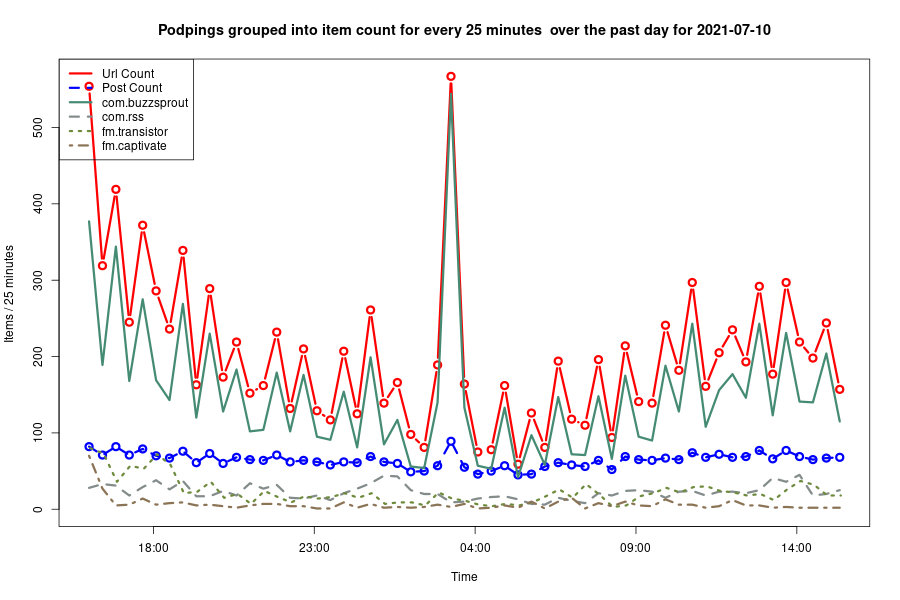 Podpings grouped into item count for every 25 minutes  over the past day for 2021-07-10
Url Count
Post Count
com.buzzsprout
com.rss
fm.transistor
fm.captivate
500
400
300
200
100
0
Items / 25 minutes
18:00
23:00
04:00
09:00
14:00
Time